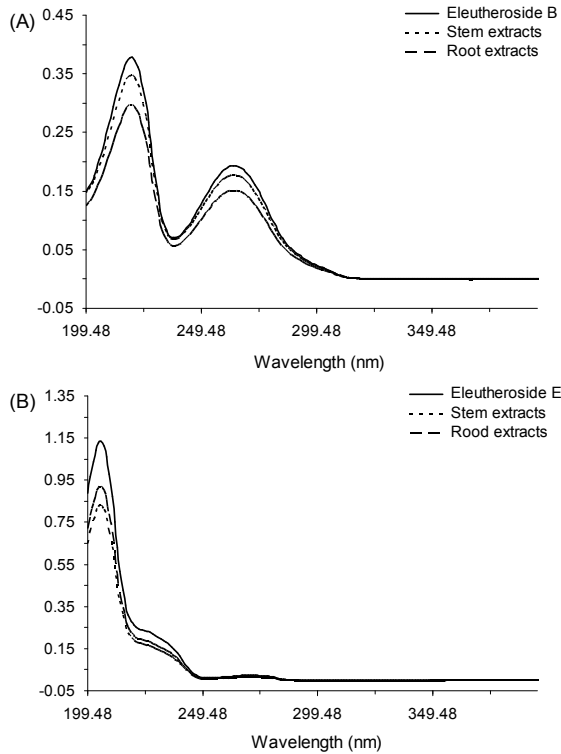 (A)
0.45
0.35
0.25
0.15
0.05
-0.05
199.48 249.48 299.48 349.48
Wavelength (nm)
Eleutheroside B
Stem extracts
Root extracts
(B)
1.35
1.15
0.95
0.75
0.55
0.35
0.15
-0.05
199.48 249.48 299.48 349.48
Wavelength (nm)
Eleutheroside E
Stem extracts
Rood extracts